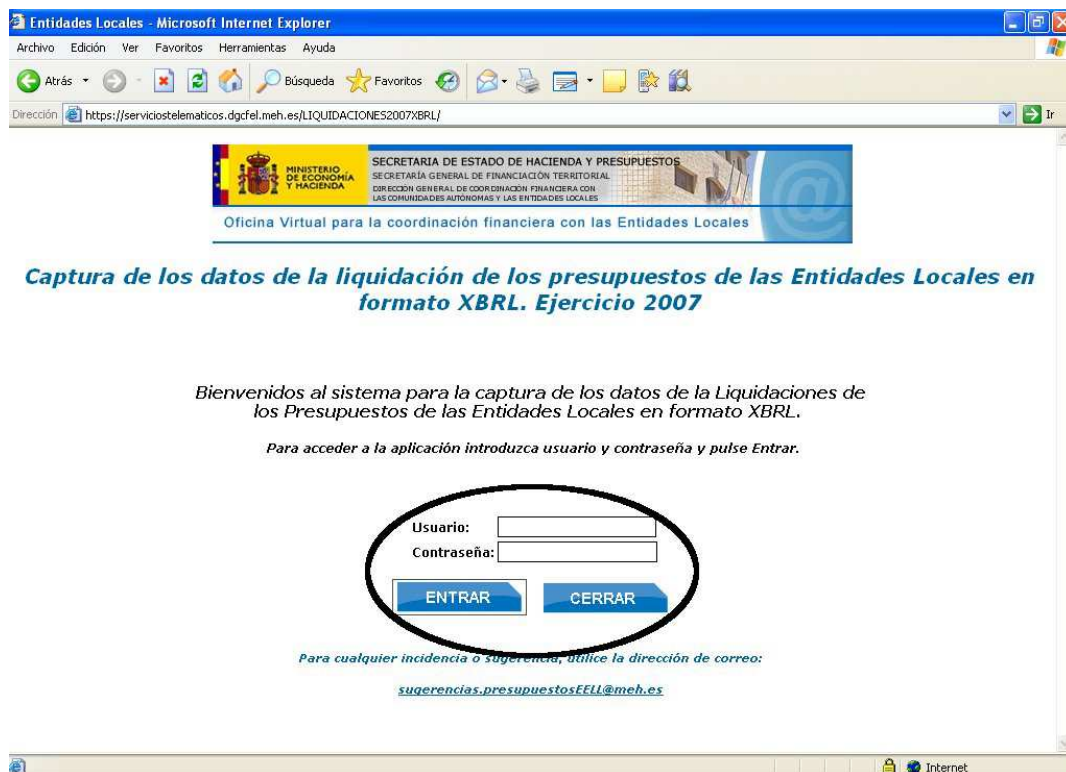 Entidades Locales - Microsoft Internet Explorer
Archivo Edición Ver Favoritos Herramientas Ayuda
Atrás Búsqueda Favoritos
Dirección https://serviciostelematicos.dgcfel.meh.es/LIQUIDACIONES2007XBRL/ Ir
MINISTERIO
DE ECONOMÍA
Y HACIENDA
SECRETARIA DE ESTADO DE HACIENDA Y PRESUPUESTOS
SECRETARÍA GENERAL DE FINANCIACIÓN TERRITORIAL
DIRECCIÓN GENERAL DE COORDINACIÓN FINANCIERA CON
LAS COMUNIDADES AUTÓNOMAS Y LAS ENTIDADES LOCALES
@
Oficina Virtual para la coordinación financiera con las Entidades Locales
Captura de los datos de la liquidación de los presupuestos de las Entidades Locales en
formato XBRL. Ejercicio 2007
Bienvenidos al sistema para la captura de los datos de la Liquidaciones de
los Presupuestos de las Entidades Locales en formato XBRL.
Para acceder a la aplicación introduzca usuario y contraseña y pulse Entrar.
Usuario:
Contraseña:
ENTRAR CERRAR
Para cualquier incidencia o sugerencia, utilice la dirección de correo:
sugerencias.presupuestosEELL@meh.es
Internet